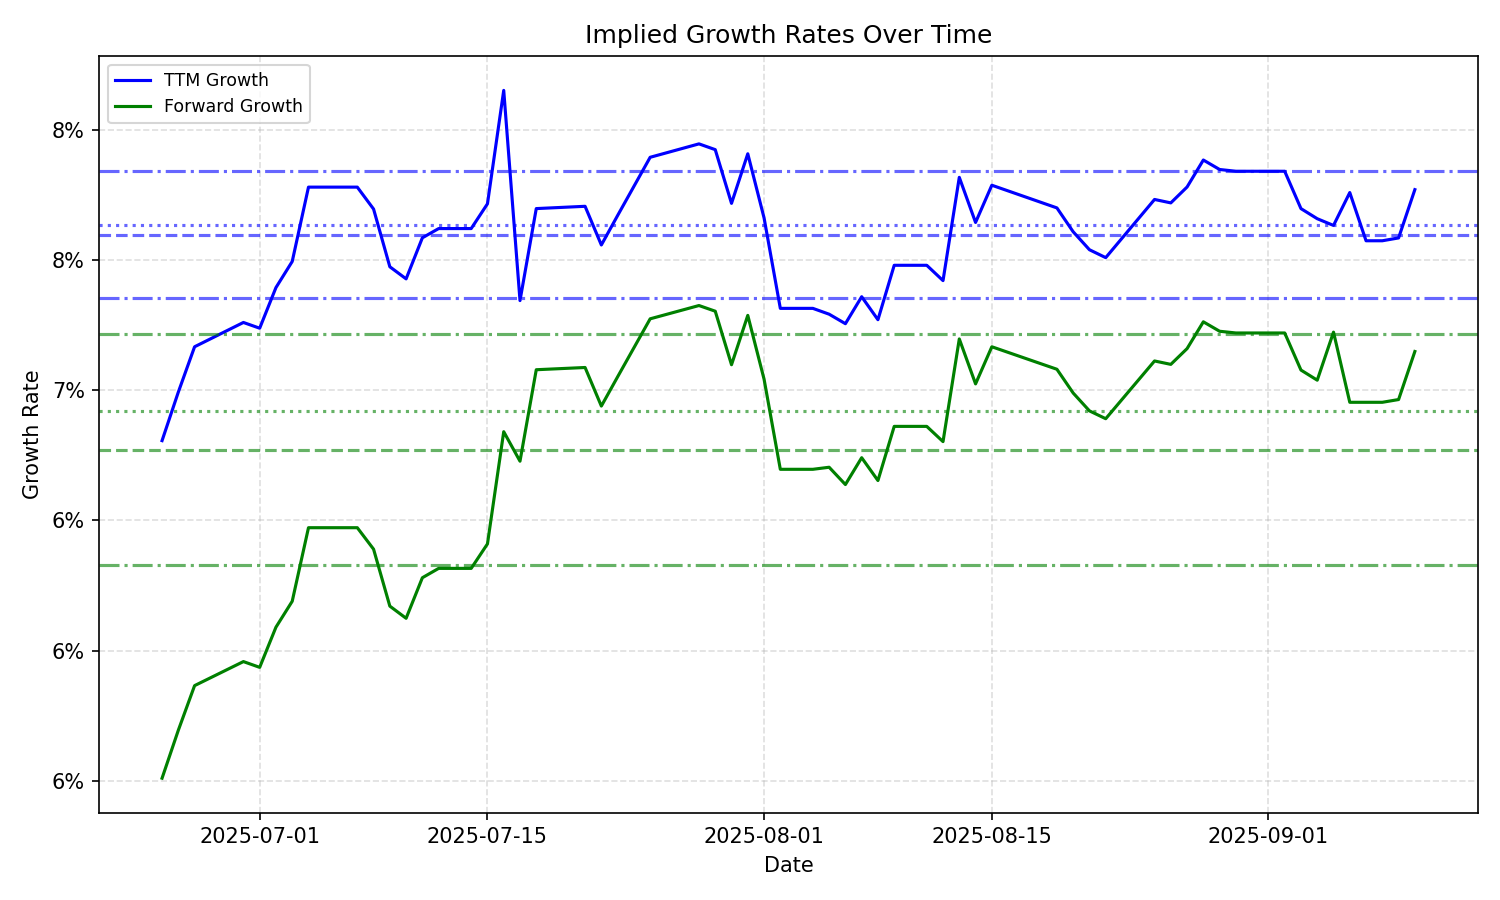 Implied Growth Rates Over Time
TTM Growth
Forward Growth
8%
8%
7%
6%
6%
6%
Growth Rate
2025-07-01
2025-07-15
2025-08-01
2025-08-15
2025-09-01
Date